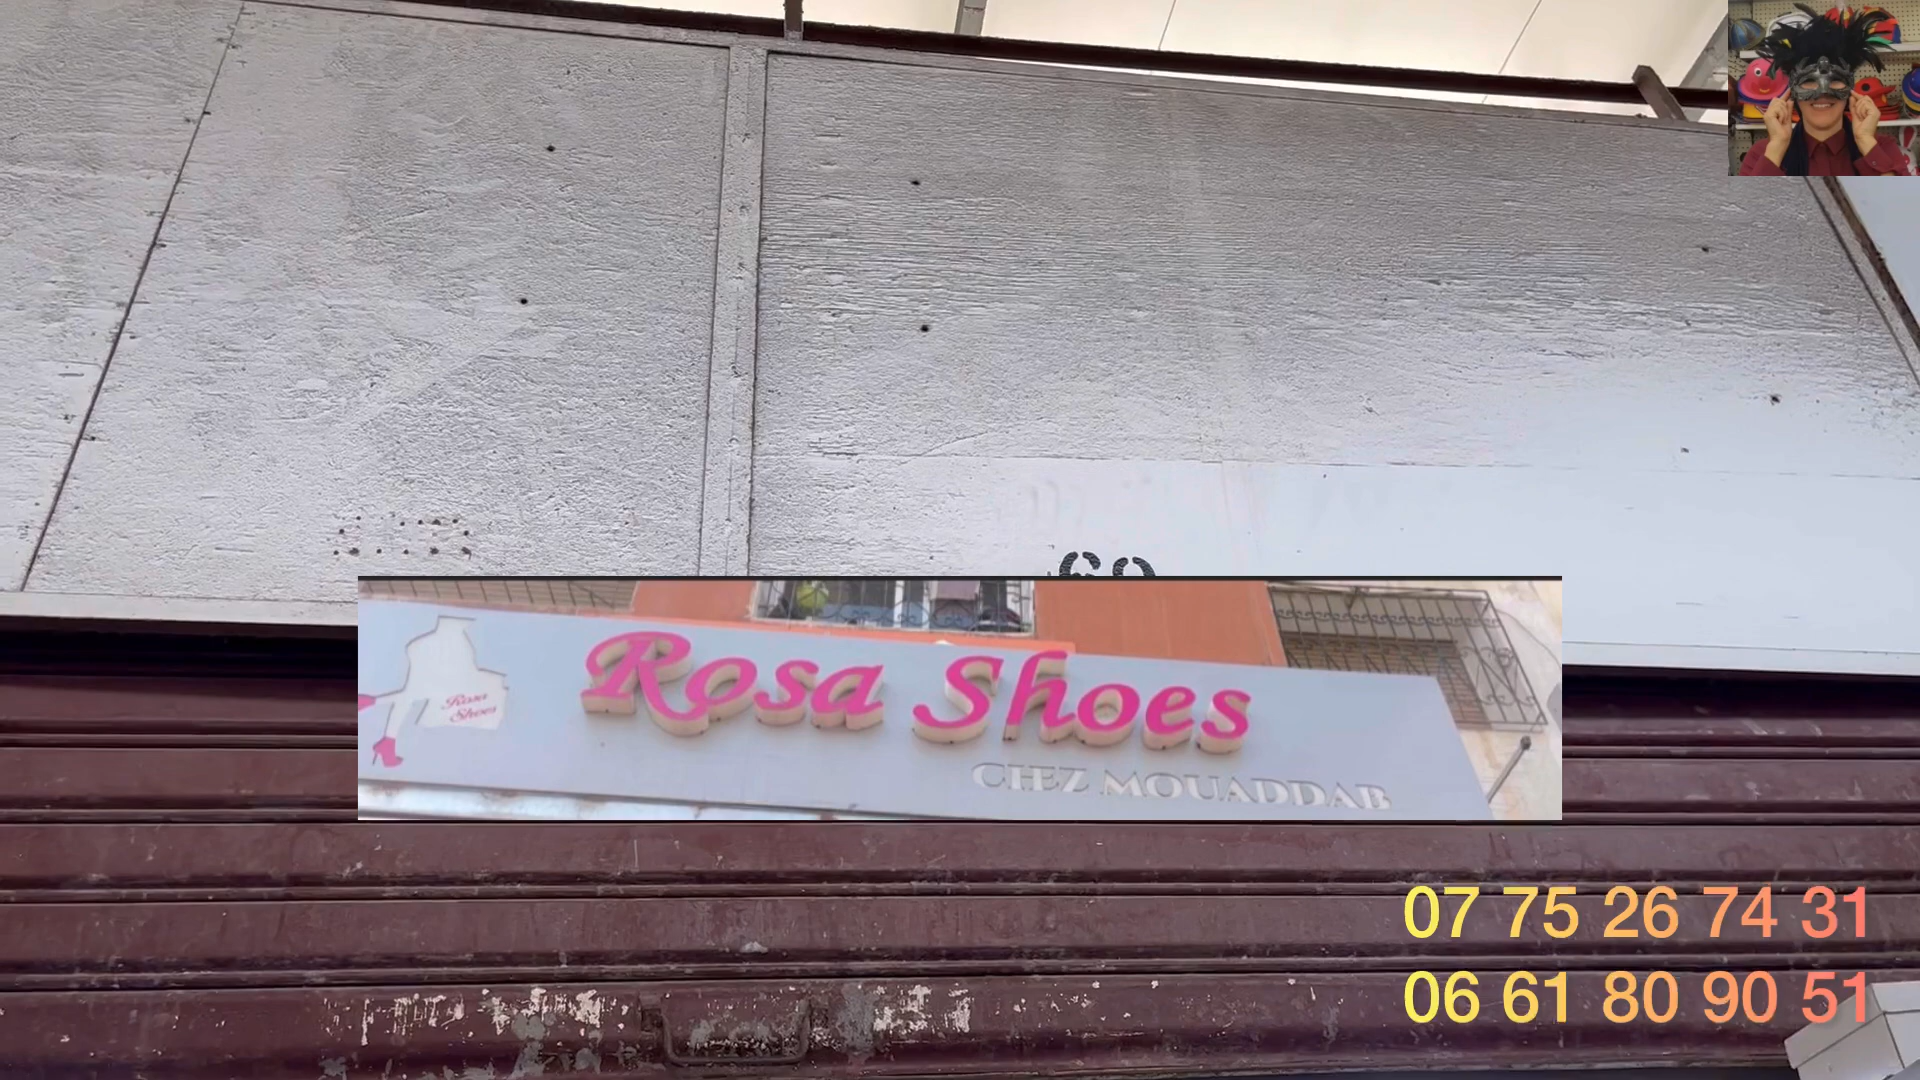 Rosa
Shoes
Rosa Shoes
CHEZ MOUADDAB
07 75 26 74 31
06 61 80 90 51